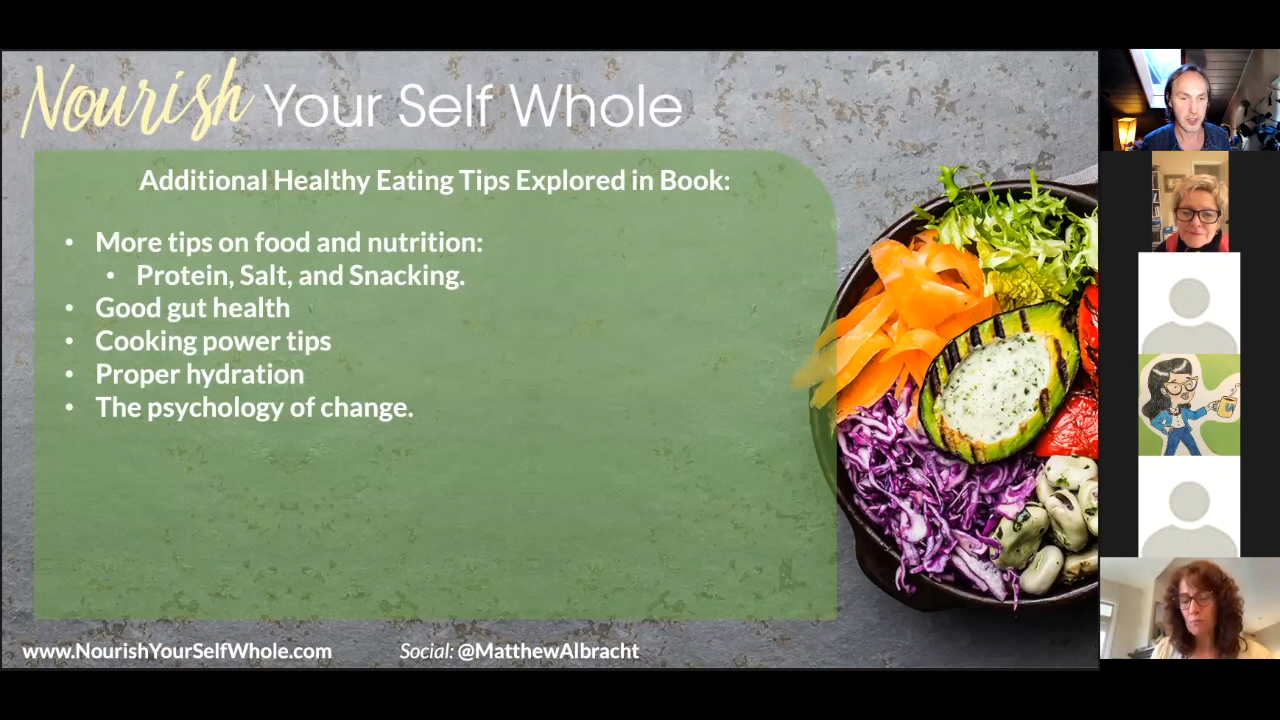 Nourish Your Self Whole
Additional Healthy Eating Tips Explored in Book:
• More tips on food and nutrition:
• Protein, Salt, and Snacking.
• Good gut health
• Cooking power tips
• Proper hydration
• The psychology of change.
www.NourishYourSelfWhole.com
Social: @MatthewAlbracht